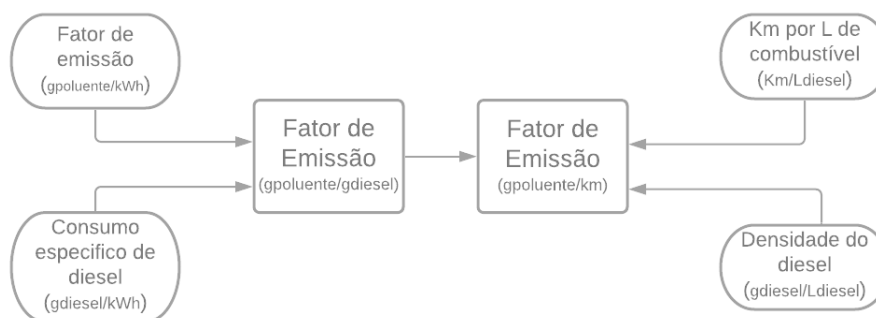 Fator de
emissão
(gpoluente/kWh)
Consumo
especifico de
diesel
(gdiesel/kWh)
Fator de
Emissão
(gpoluente/gdiesel)
Fator de
Emissão
(gpoluente/km)
Km por L de
combustível
(Km/Ldiesel)
Densidade do
diesel
(gdiesel/Ldiesel)